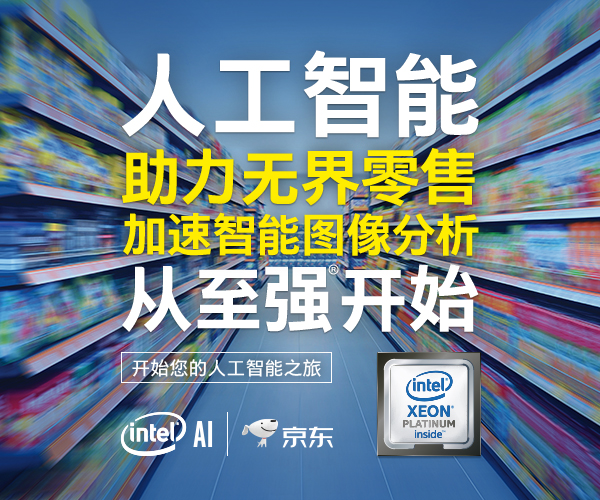 人工智能
助力无界零售
加速智能图像分析
从至强®开始
开始您的人工智能之旅
intel AI
京东
intel
XEON®
PLATINUM
inside™